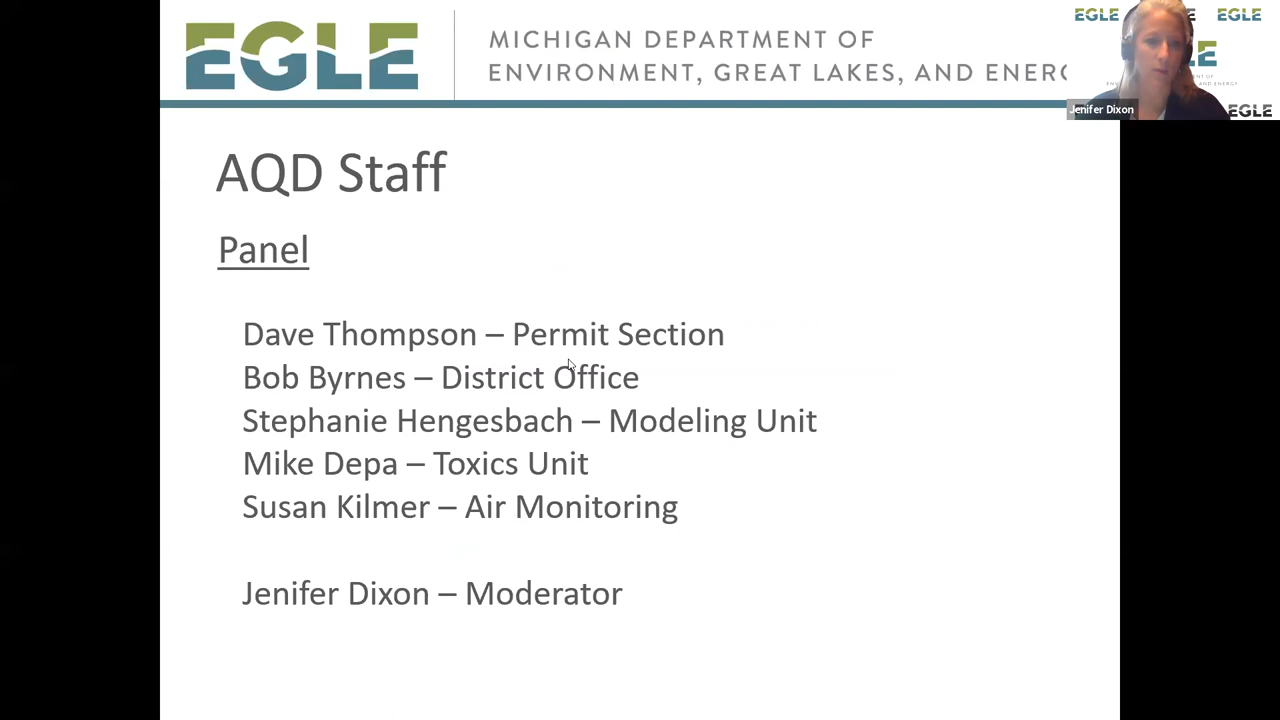 EGLE
MICHIGAN DEPARTMENT OF
ENVIRONMENT, GREAT LAKES, AND ENERG
EGLE
EGLE
Jenifer Dixon
EGLE
AQD Staff
Panel
Dave Thompson – Permit Section
Bob Byrnes – District Office
Stephanie Hengesbach – Modeling Unit
Mike Depa – Toxics Unit
Susan Kilmer – Air Monitoring
Jenifer Dixon – Moderator